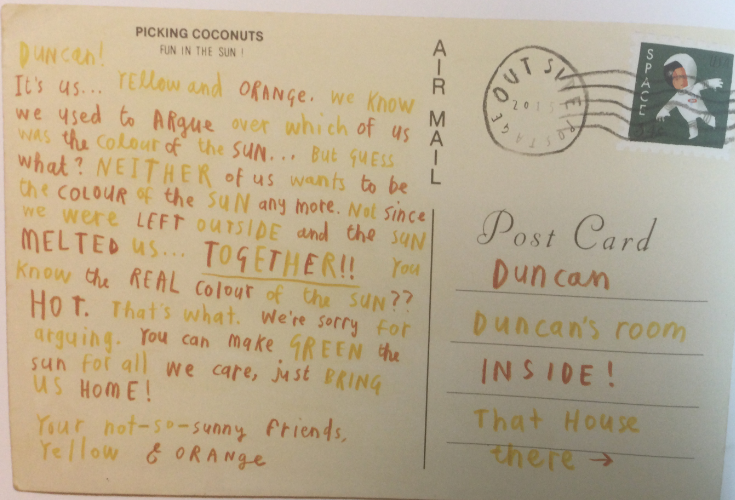 PICKING COCONUTS
FUN IN THE SUN!
DUNCAN!
It's us... YELLOW and ORANGE. We KNOW
we used to ARGUE over which of us
was the colour of the SUN... But guess
what? NEITHER of us wants to be
the COLOUR of the SUN any more. Not since
we were LEFT OUTSIDE and the SUN
MELTED us... TOGETHER!! You
KNOW the REAL colour of the SUN??
HOT. That's what. We're sorry for
arguing. You can make GREEN the
sun for all we care, just BRING
US HOME!
Your not-so-sunny friends,
Yellow & ORANGE
AIR MAIL
OUTSIDE
2015
POSTAGE
SPACE
USA
Post Card
Duncan
Duncan's room
INSIDE!
That House
there →